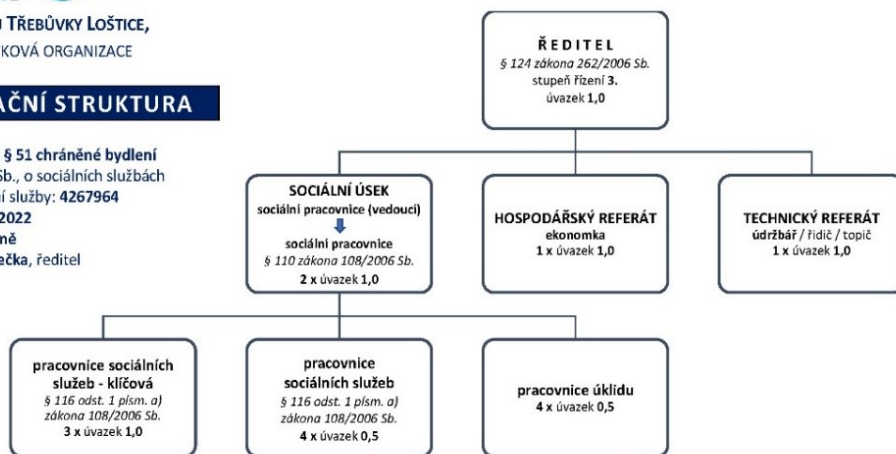 TŘEBŮVKY LOŠTICE,
KOVÁ ORGANIZACE
AČNÍ STRUKTURA
§ 51 chráněné bydlení
Sb., o sociálních službách
í služby: 4267964
2022
ně
ečka, ředitel
ŘEDITEL
§ 124 zákona 262/2006 Sb.
stupeň řízení 3.
úvazek 1,0
SOCIÁLNÍ ÚSEK
sociální pracovnice (vedoucí)
sociální pracovnice
§ 110 zákona 108/2006 Sb.
2 x úvazek 1,0
HOSPODÁŘSKÝ REFERÁT
ekonomka
1 x úvazek 1,0
TECHNICKÝ REFERÁT
údržbář / řidič / topič
1 x úvazek 1,0
pracovnice sociálních
služeb - klíčová
§ 116 odst. 1 písm. a)
zákona 108/2006 Sb.
3 x úvazek 1,0
pracovnice
sociálních služeb
§ 116 odst. 1 písm. a)
zákona 108/2006 Sb.
4 x úvazek 0,5
pracovnice úklidu
4 x úvazek 0,5